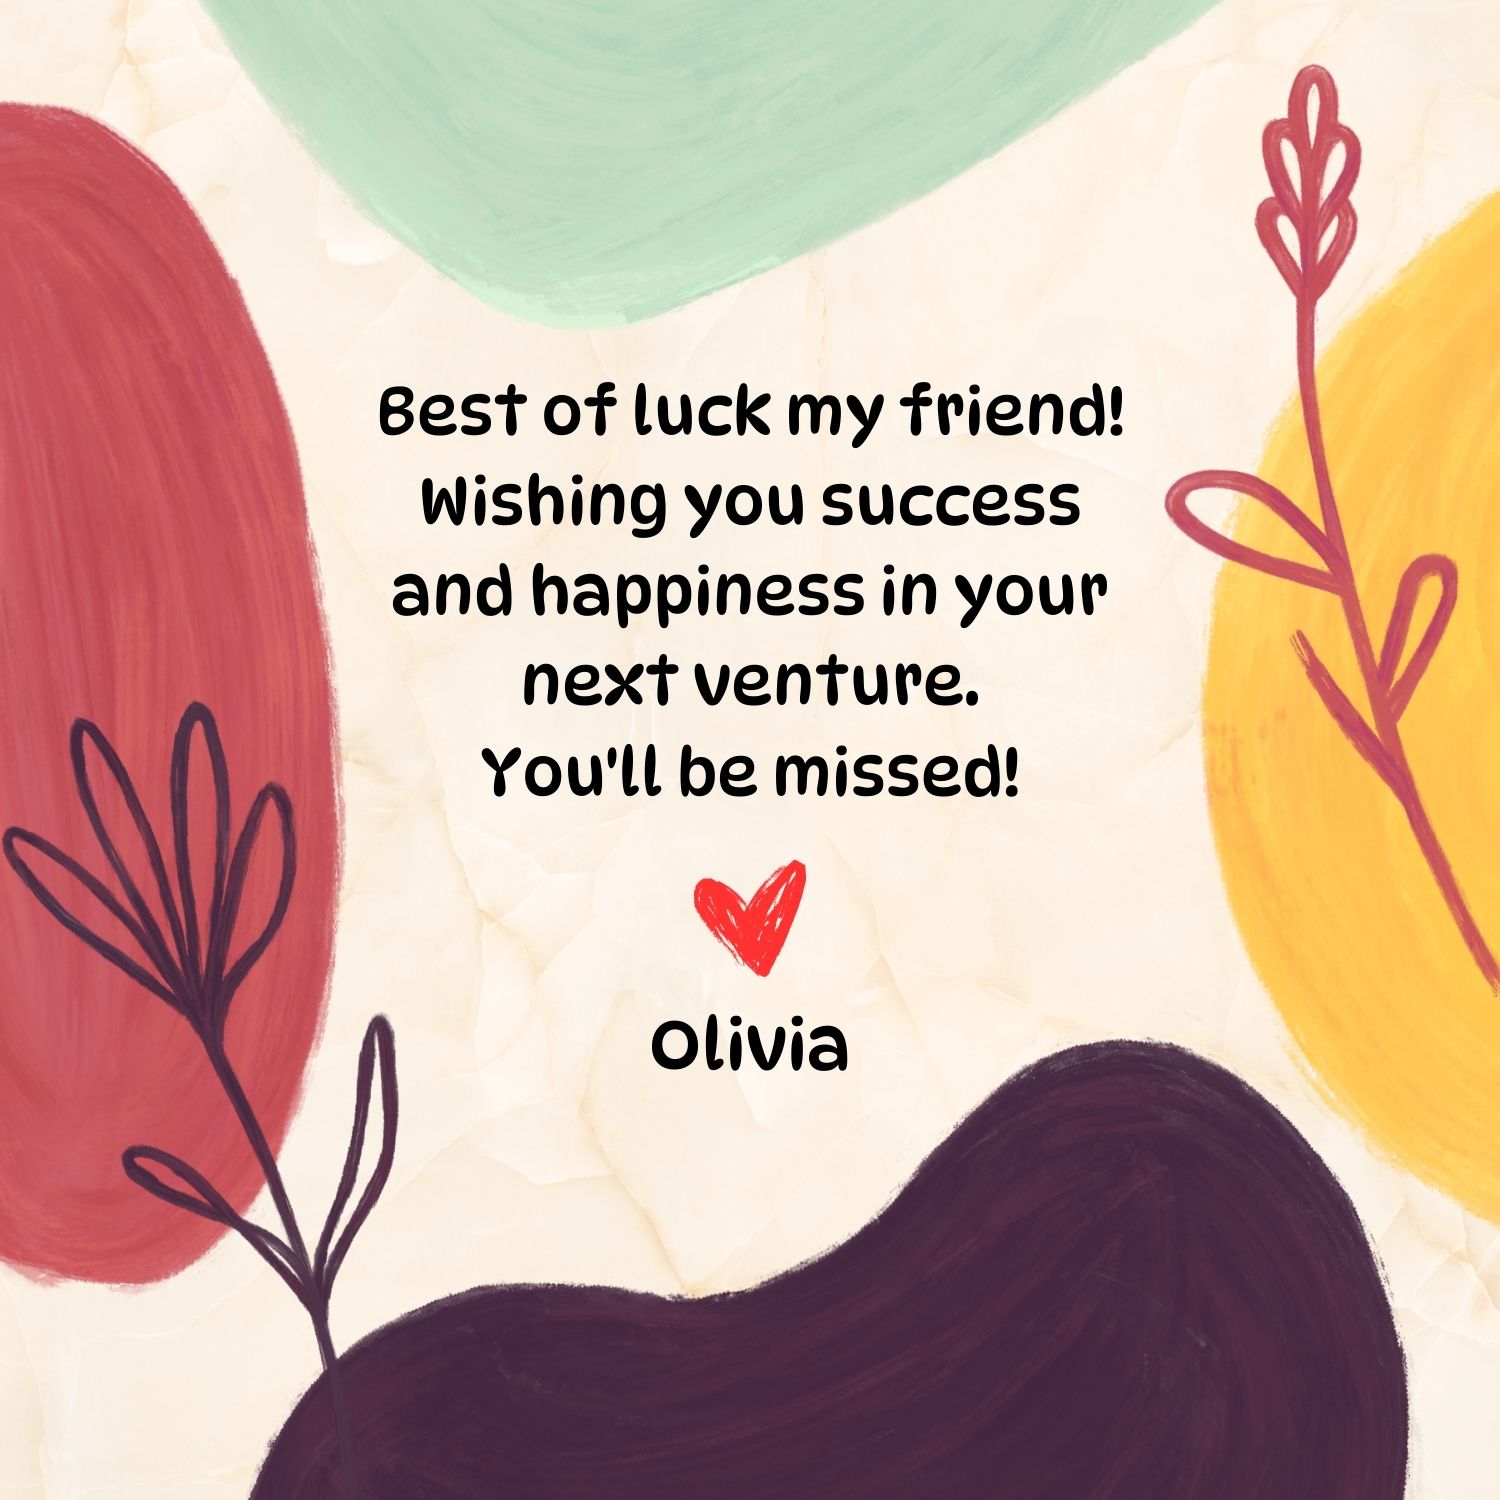 Best of luck my friend!
Wishing you success
and happiness in your
next venture.
You'll be missed!
Olivia